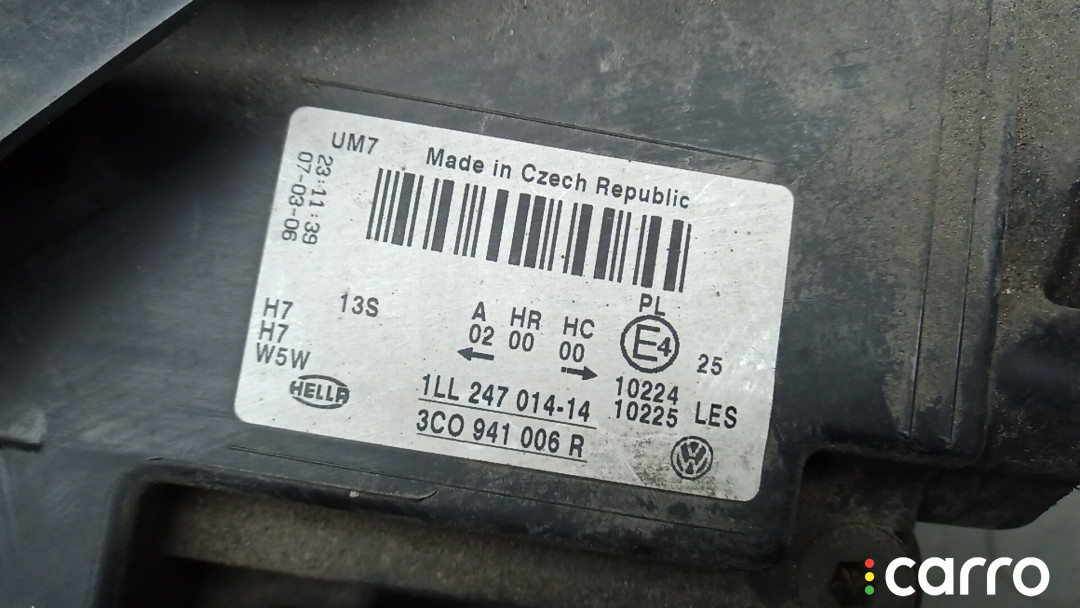 UM7
Made in Czech Republic
23:11:39
07-03-06
H7
H7
W5W
13S
A
02
HR
00
HC
00
PL
E4
25
10224
10225
LES
HELLA
1LL 247 014-14
3C0 941 006 R
VW
carro